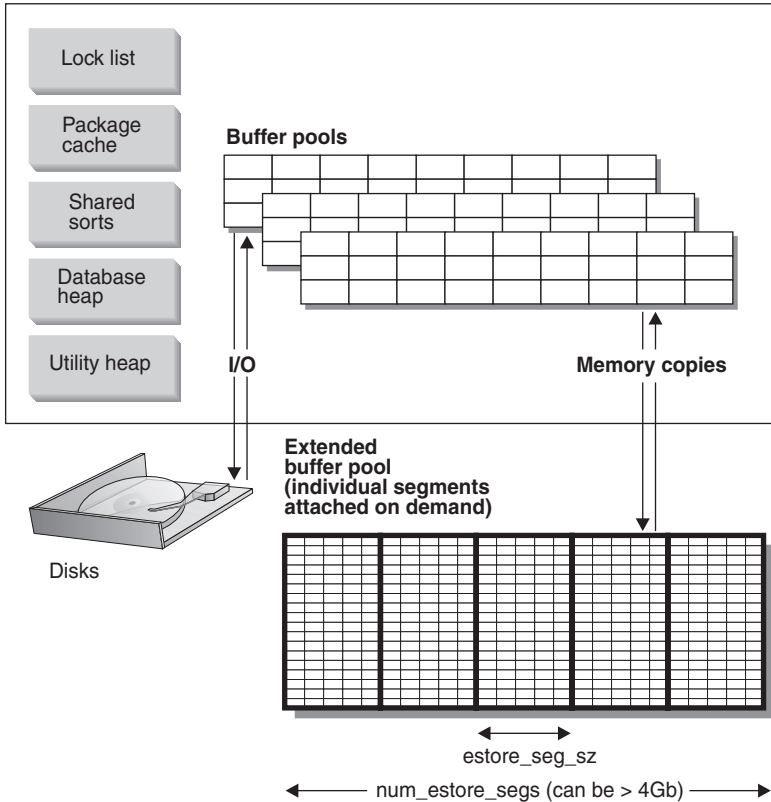 Lock list
Package
cache
Shared
sorts
Database
heap
Utility heap
Buffer pools
I/O
Memory copies
Disks
Extended
buffer pool
(individual segments
attached on demand)
estore_seg_sz
num_estore_segs (can be > 4Gb)